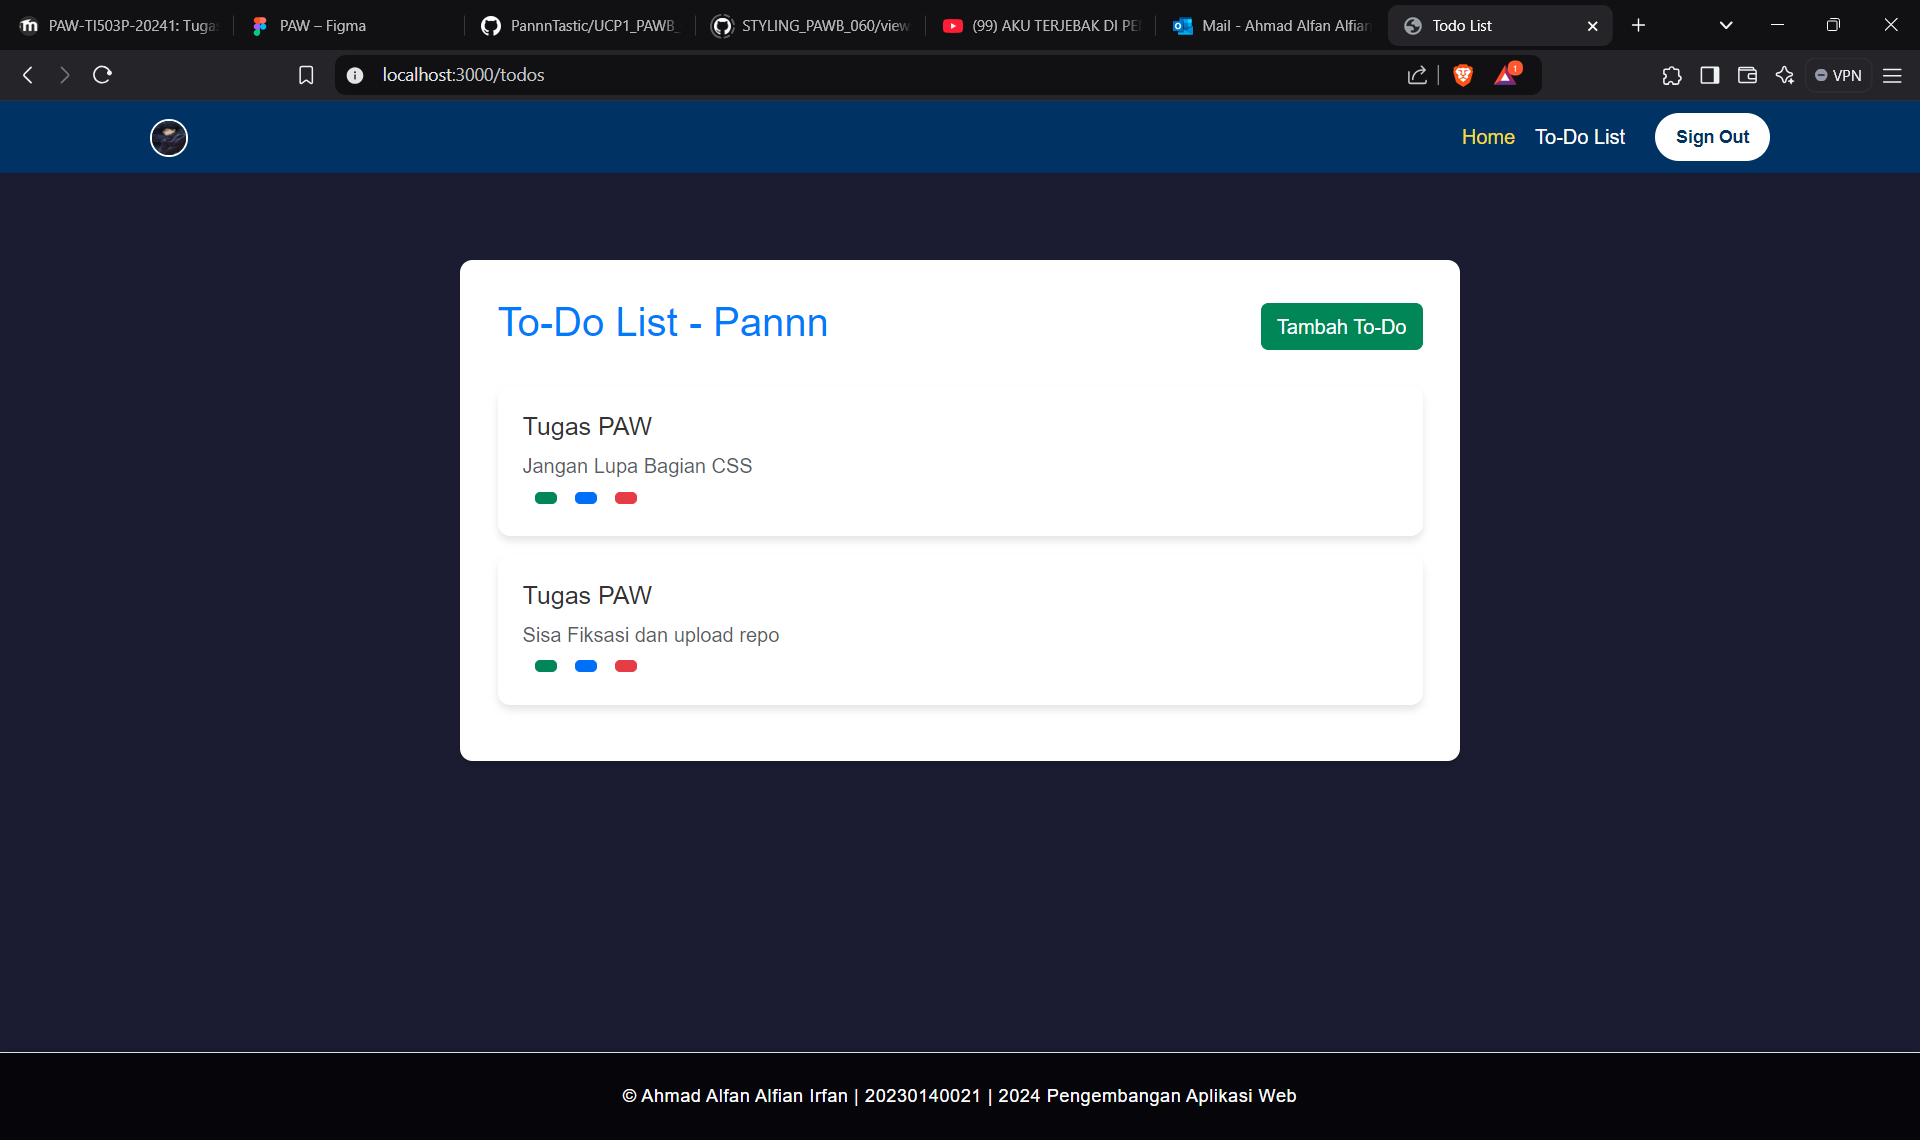 PAW-TI503P-20241: Tuga
PAW – Figma
PannnTastic/UCP1_PAWB_
STYLING_PAWB_060/view
(99) AKU TERJEBAK DI PE
Mail - Ahmad Alfan Alfian
Todo List
localhost:3000/todos
1
VPN
Home
To-Do List
Sign Out
To-Do List - Pannn
Tambah To-Do
Tugas PAW
Jangan Lupa Bagian CSS
Tugas PAW
Sisa Fiksasi dan upload repo
© Ahmad Alfan Alfian Irfan | 20230140021 | 2024 Pengembangan Aplikasi Web